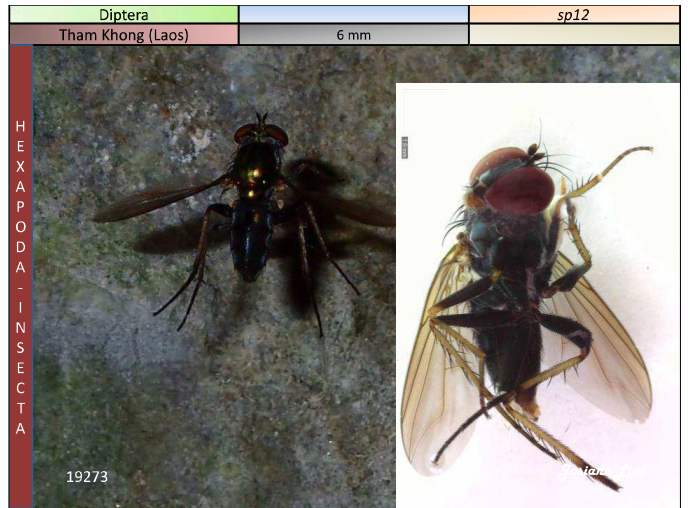 Diptera
sp12
Tham Khong (Laos)
6 mm
HEXAPODA-INSECTA
19273